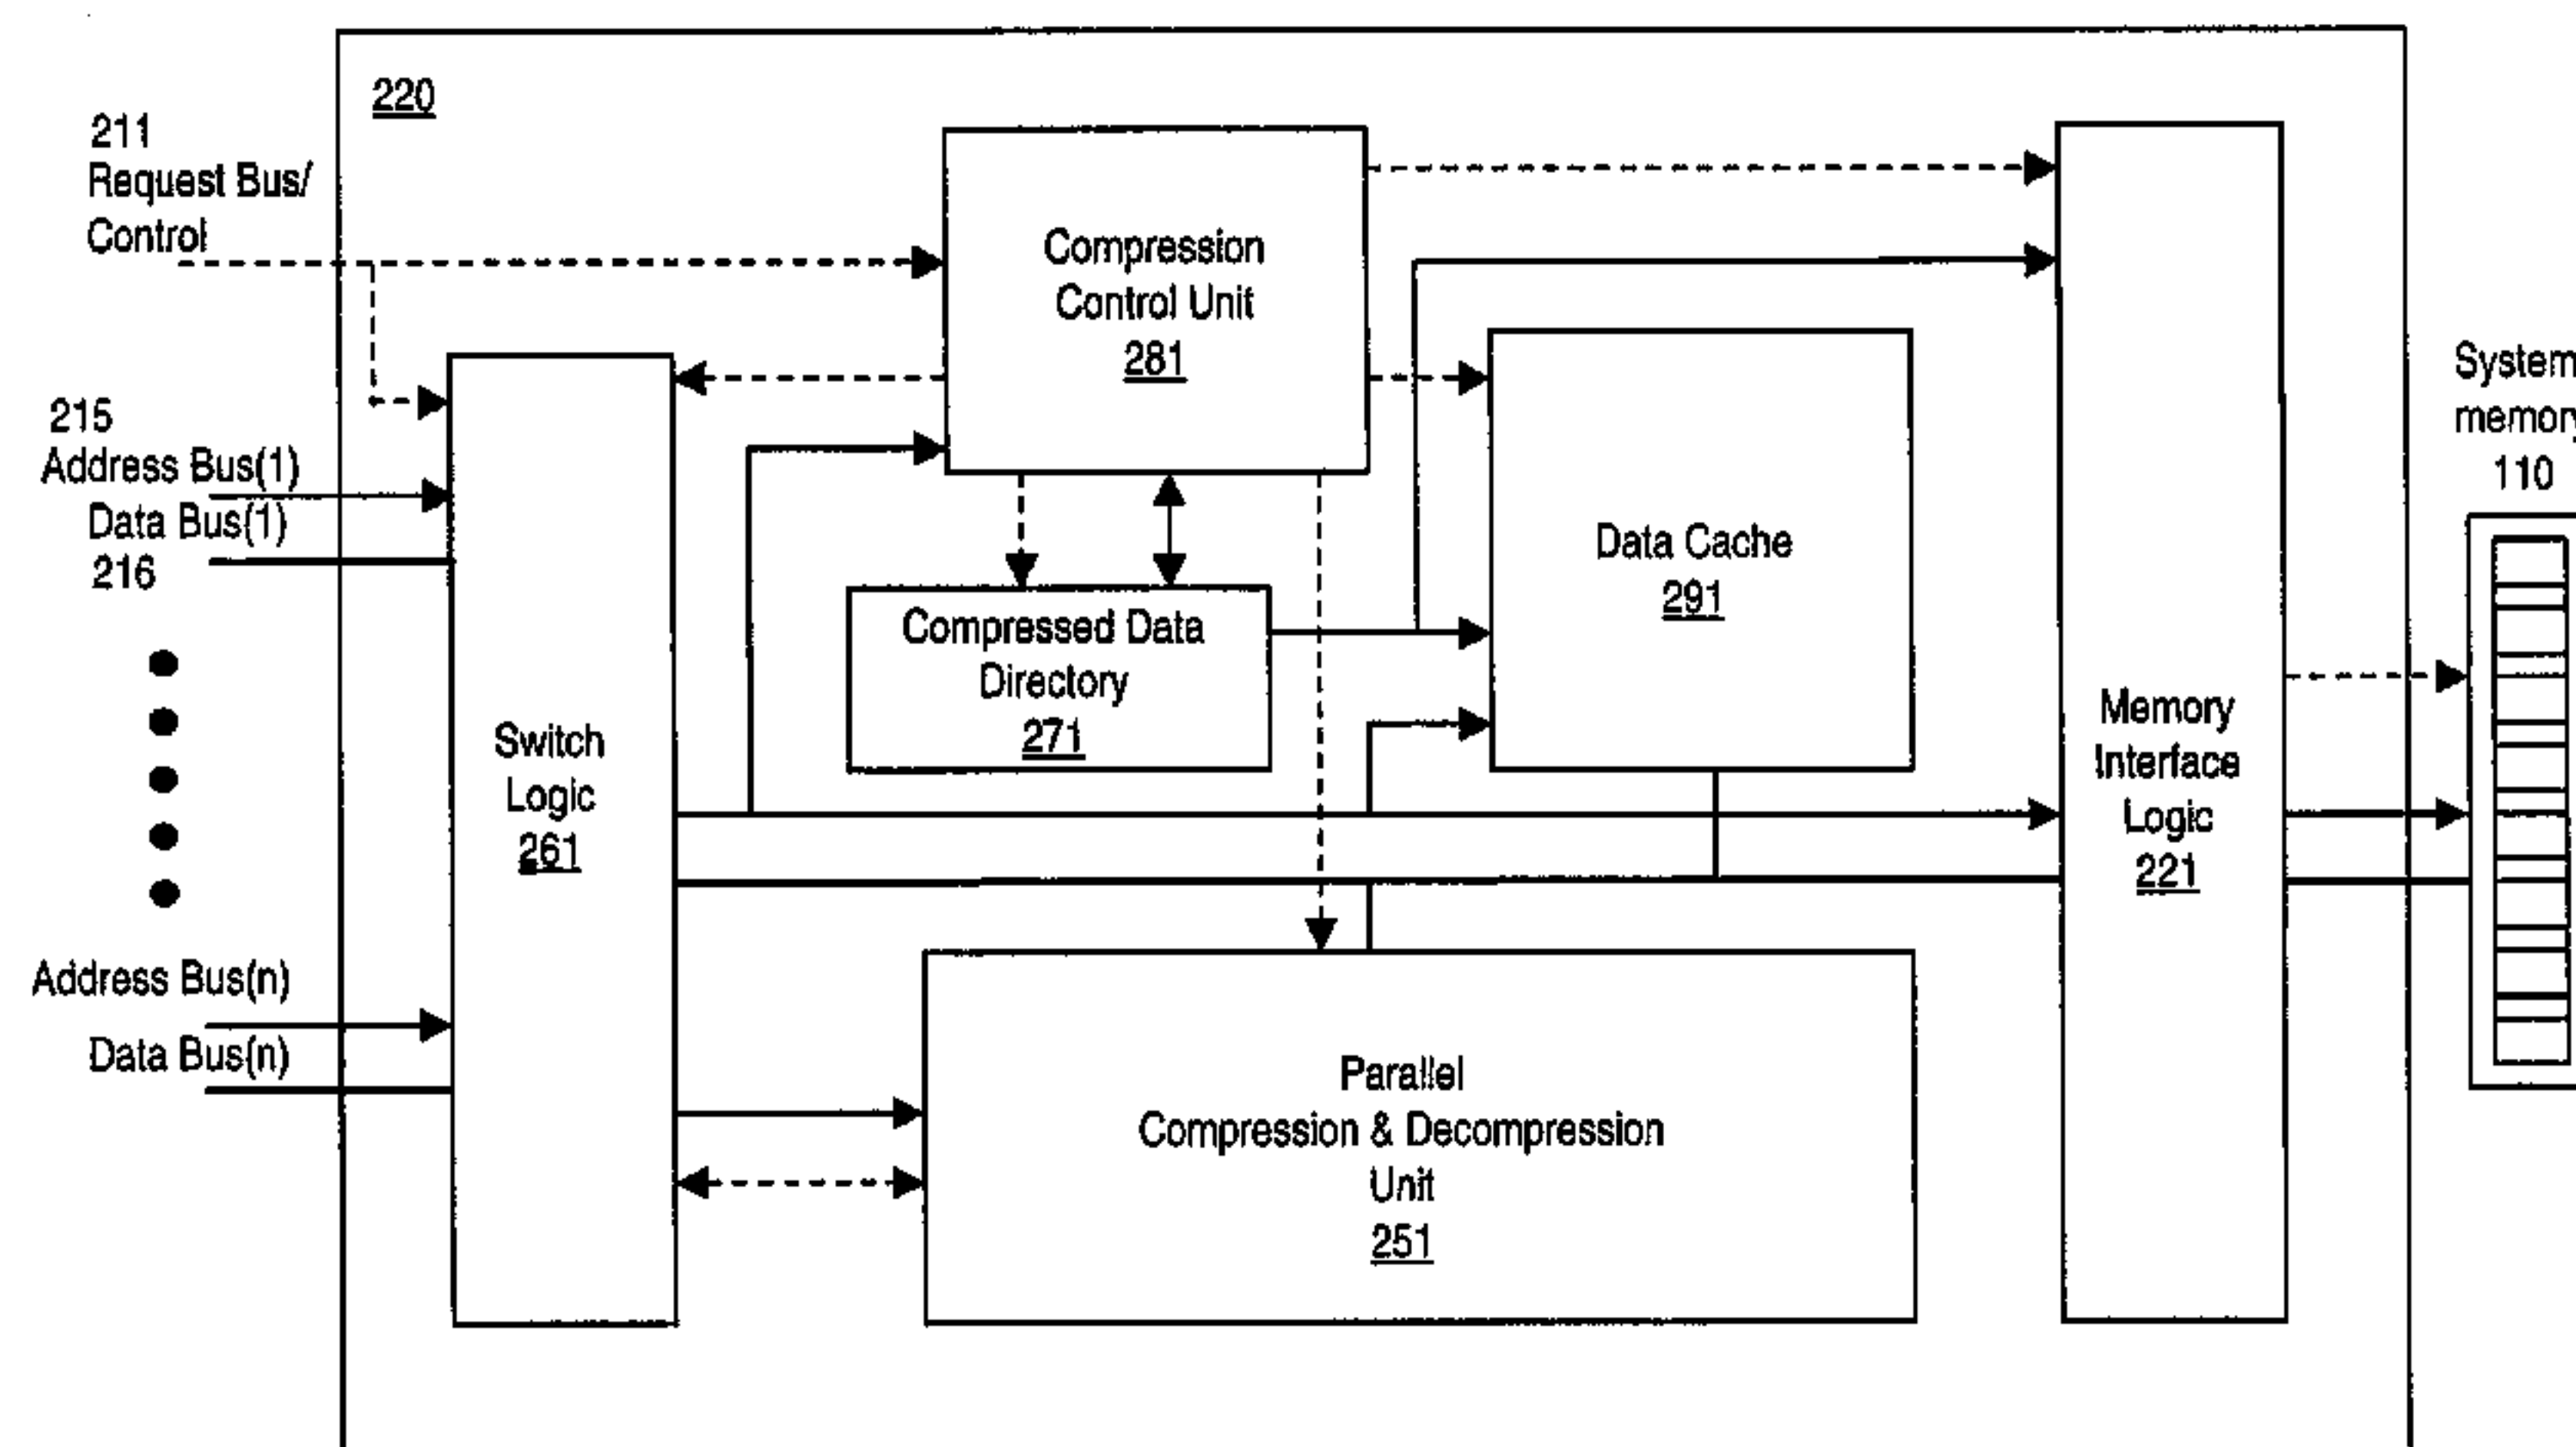 220
211
Request Bus/
Control
Compression
Control Unit
281
215
Address Bus(1)
Data Bus(1)
216
System
memory
110
Data Cache
291
Compressed Data
Directory
271
Switch
Logic
261
Memory
Interface
Logic
221
Address Bus(n)
Data Bus(n)
Parallel
Compression & Decompression
Unit
251